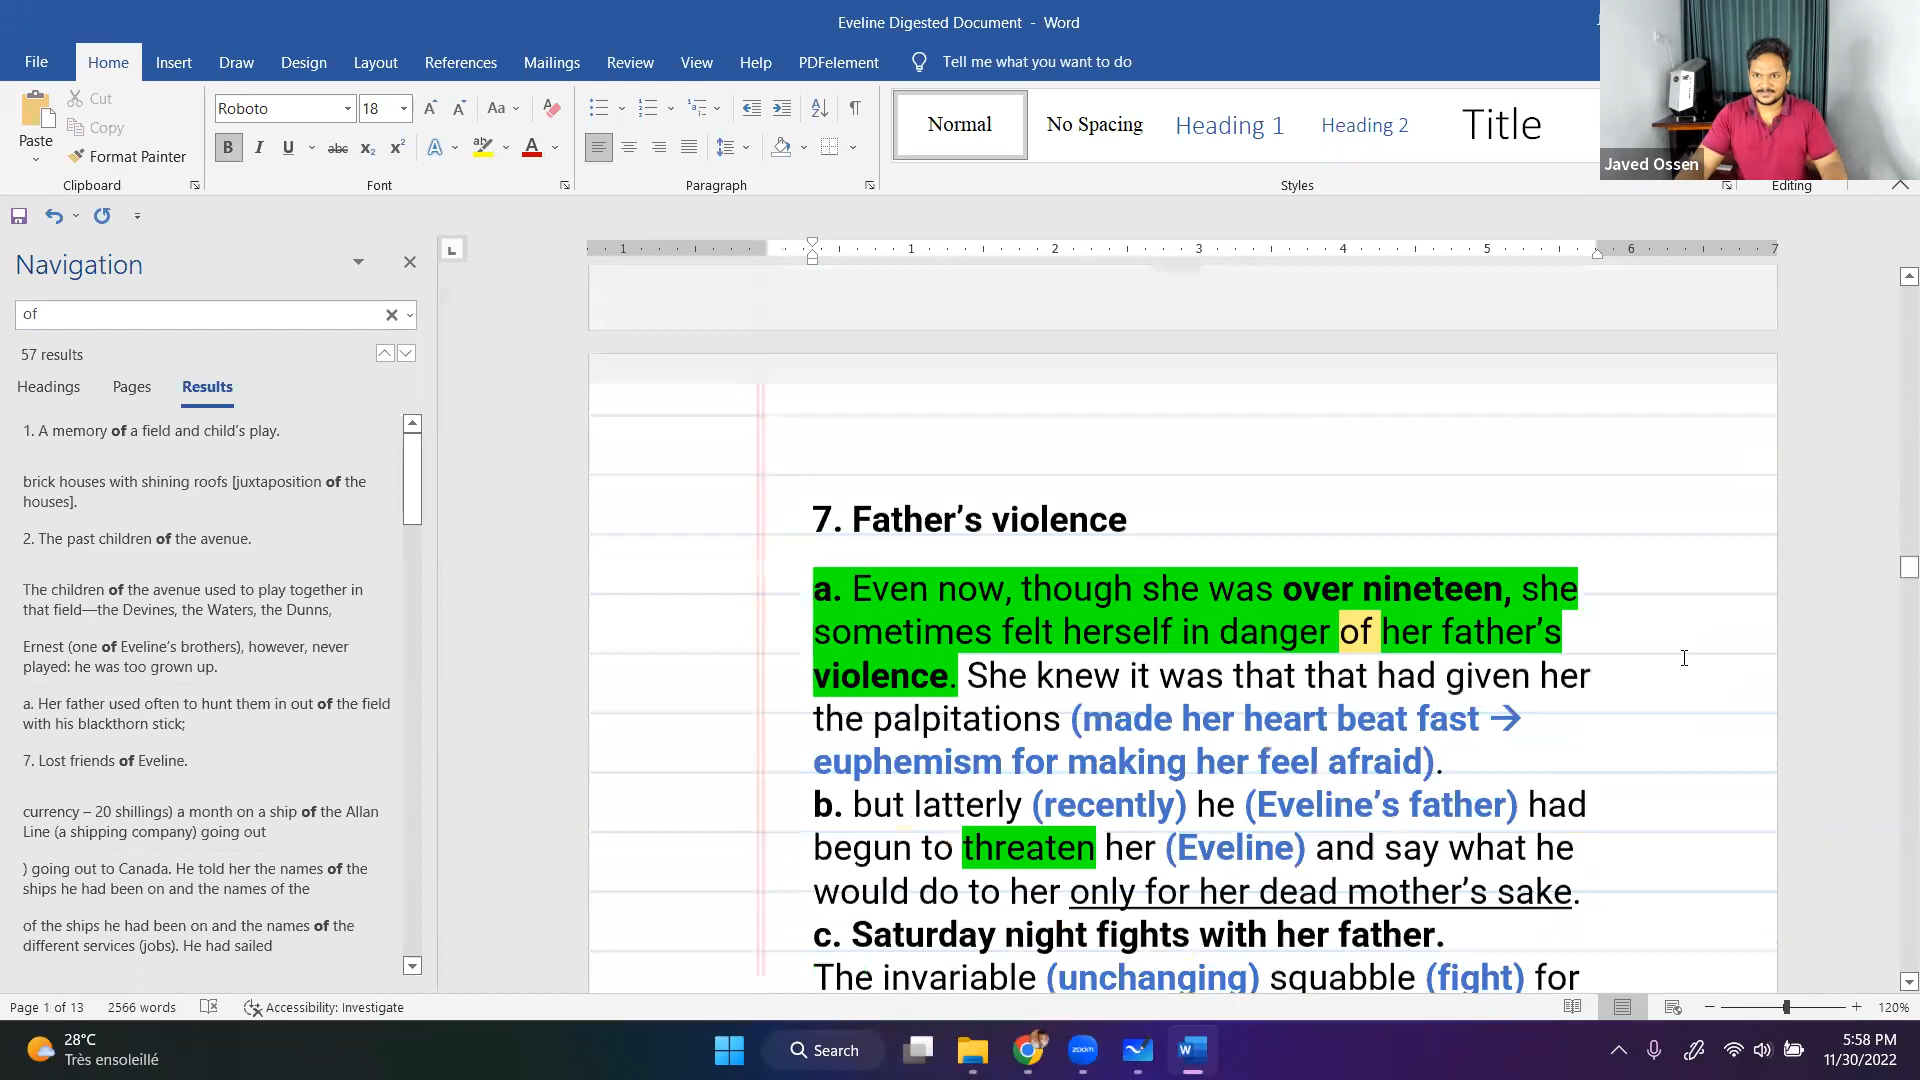 Eveline Digested Document - Word
File Home Insert Draw Design Layout References Mailings Review View Help PDFelement Tell me what you want to do
Paste
Cut
Copy
Format Painter
Clipboard
Roboto 18
Aa
B I U abc x₂ x² A A
Font
Paragraph
Normal
No Spacing
Heading 1
Heading 2
Title
Styles
Editing
Javed Ossen
Navigation
of
57 results
Headings Pages Results
1. A memory of a field and child's play.
brick houses with shining roofs [juxtaposition of the
houses].
2. The past children of the avenue.
The children of the avenue used to play together in
that field—the Devines, the Waters, the Dunns,
Ernest (one of Eveline's brothers), however, never
played: he was too grown up.
a. Her father used often to hunt them in out of the field
with his blackthorn stick;
7. Lost friends of Eveline.
currency – 20 shillings) a month on a ship of the Allan
Line (a shipping company) going out
) going out to Canada. He told her the names of the
ships he had been on and the names of the
of the ships he had been on and the names of the
different services (jobs). He had sailed
1 1 2 3 4 5 6 7
7. Father's violence
a. Even now, though she was over nineteen, she
sometimes felt herself in danger of her father's
violence. She knew it was that that had given her
the palpitations (made her heart beat fast →
euphemism for making her feel afraid).
b. but latterly (recently) he (Eveline's father) had
begun to threaten her (Eveline) and say what he
would do to her only for her dead mother's sake.
c. Saturday night fights with her father.
The invariable (unchanging) squabble (fight) for
Page 1 of 13 2566 words Accessibility: Investigate
120%
28°C
Très ensoleillé
Search
zoom
5:58 PM
11/30/2022